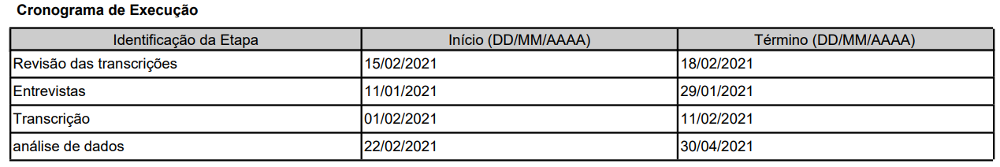 Cronograma de Execução
Identificação da Etapa Início (DD/MM/AAAA) Término (DD/MM/AAAA)
Revisão das transcrições 15/02/2021 18/02/2021
Entrevistas 11/01/2021 29/01/2021
Transcrição 01/02/2021 11/02/2021
análise de dados 22/02/2021 30/04/2021